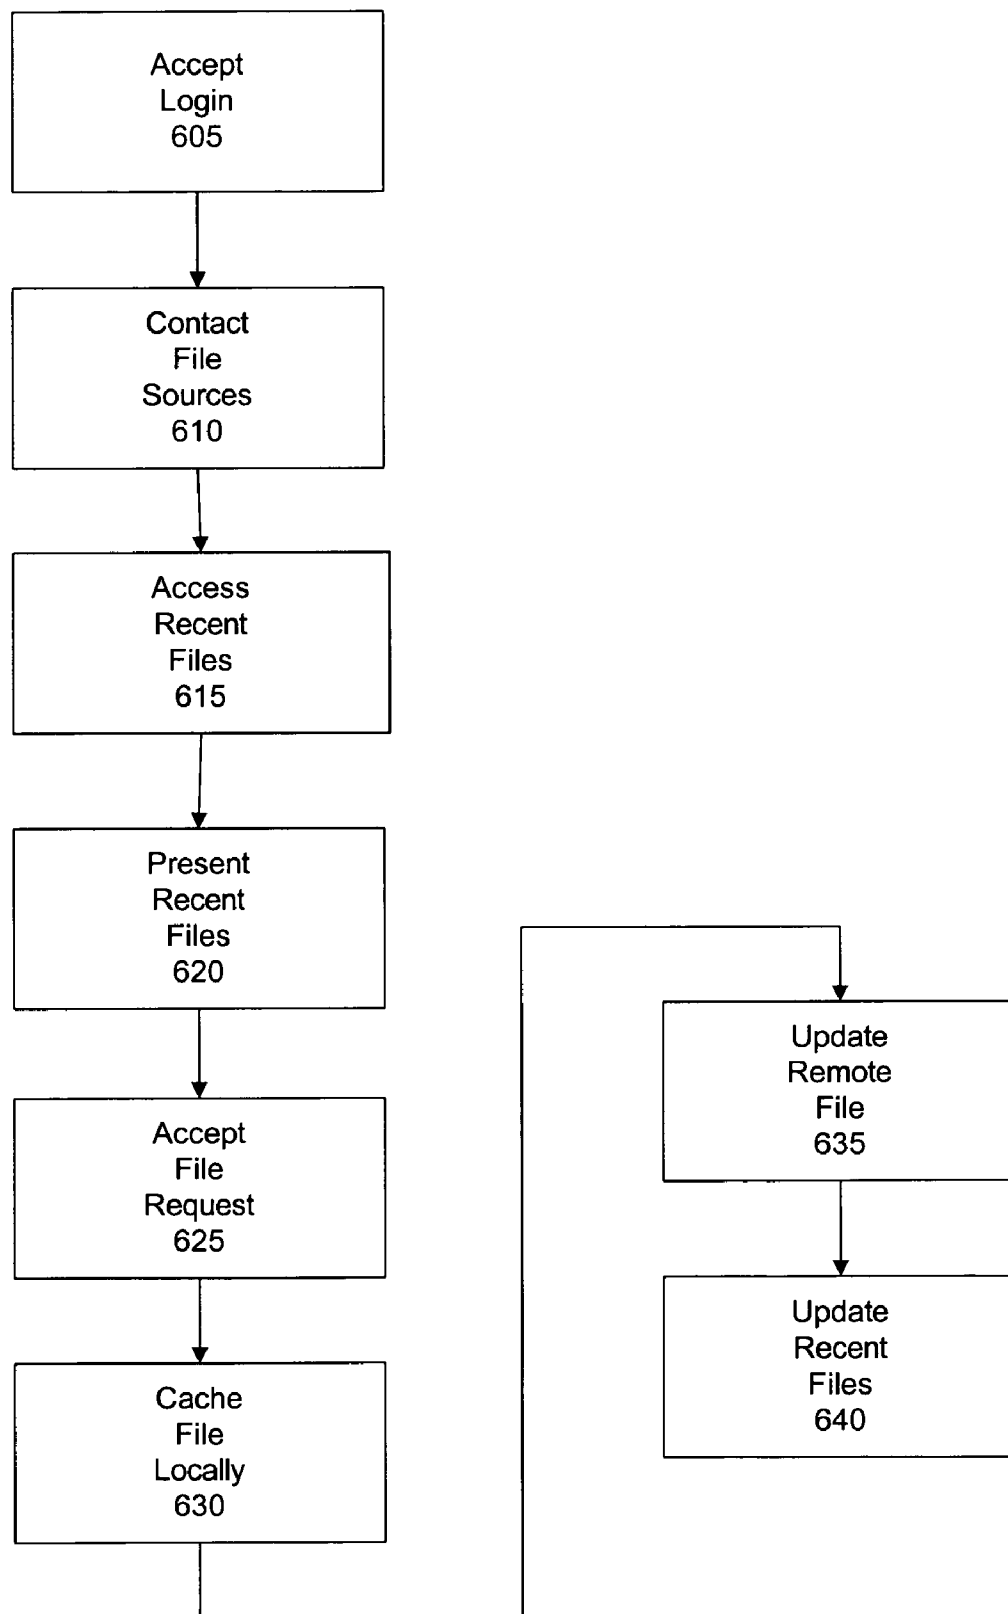 Accept
Login
605
Contact
File
Sources
610
Access
Recent
Files
615
Present
Recent
Files
620
Accept
File
Request
625
Cache
File
Locally
630
Update
Remote
File
635
Update
Recent
Files
640